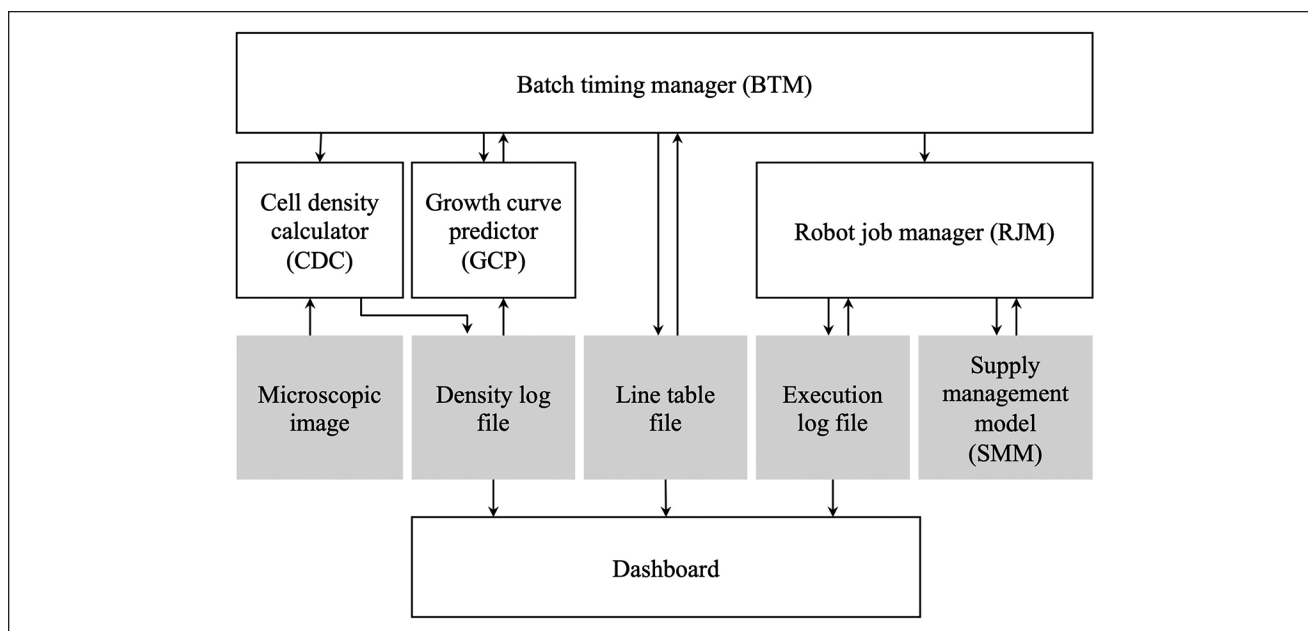 Batch timing manager (BTM)
Cell density
calculator
(CDC)
Growth curve
predictor
(GCP)
Robot job manager (RJM)
Microscopic
image
Density log
file
Line table
file
Execution
log file
Supply
management
model
(SMM)
Dashboard